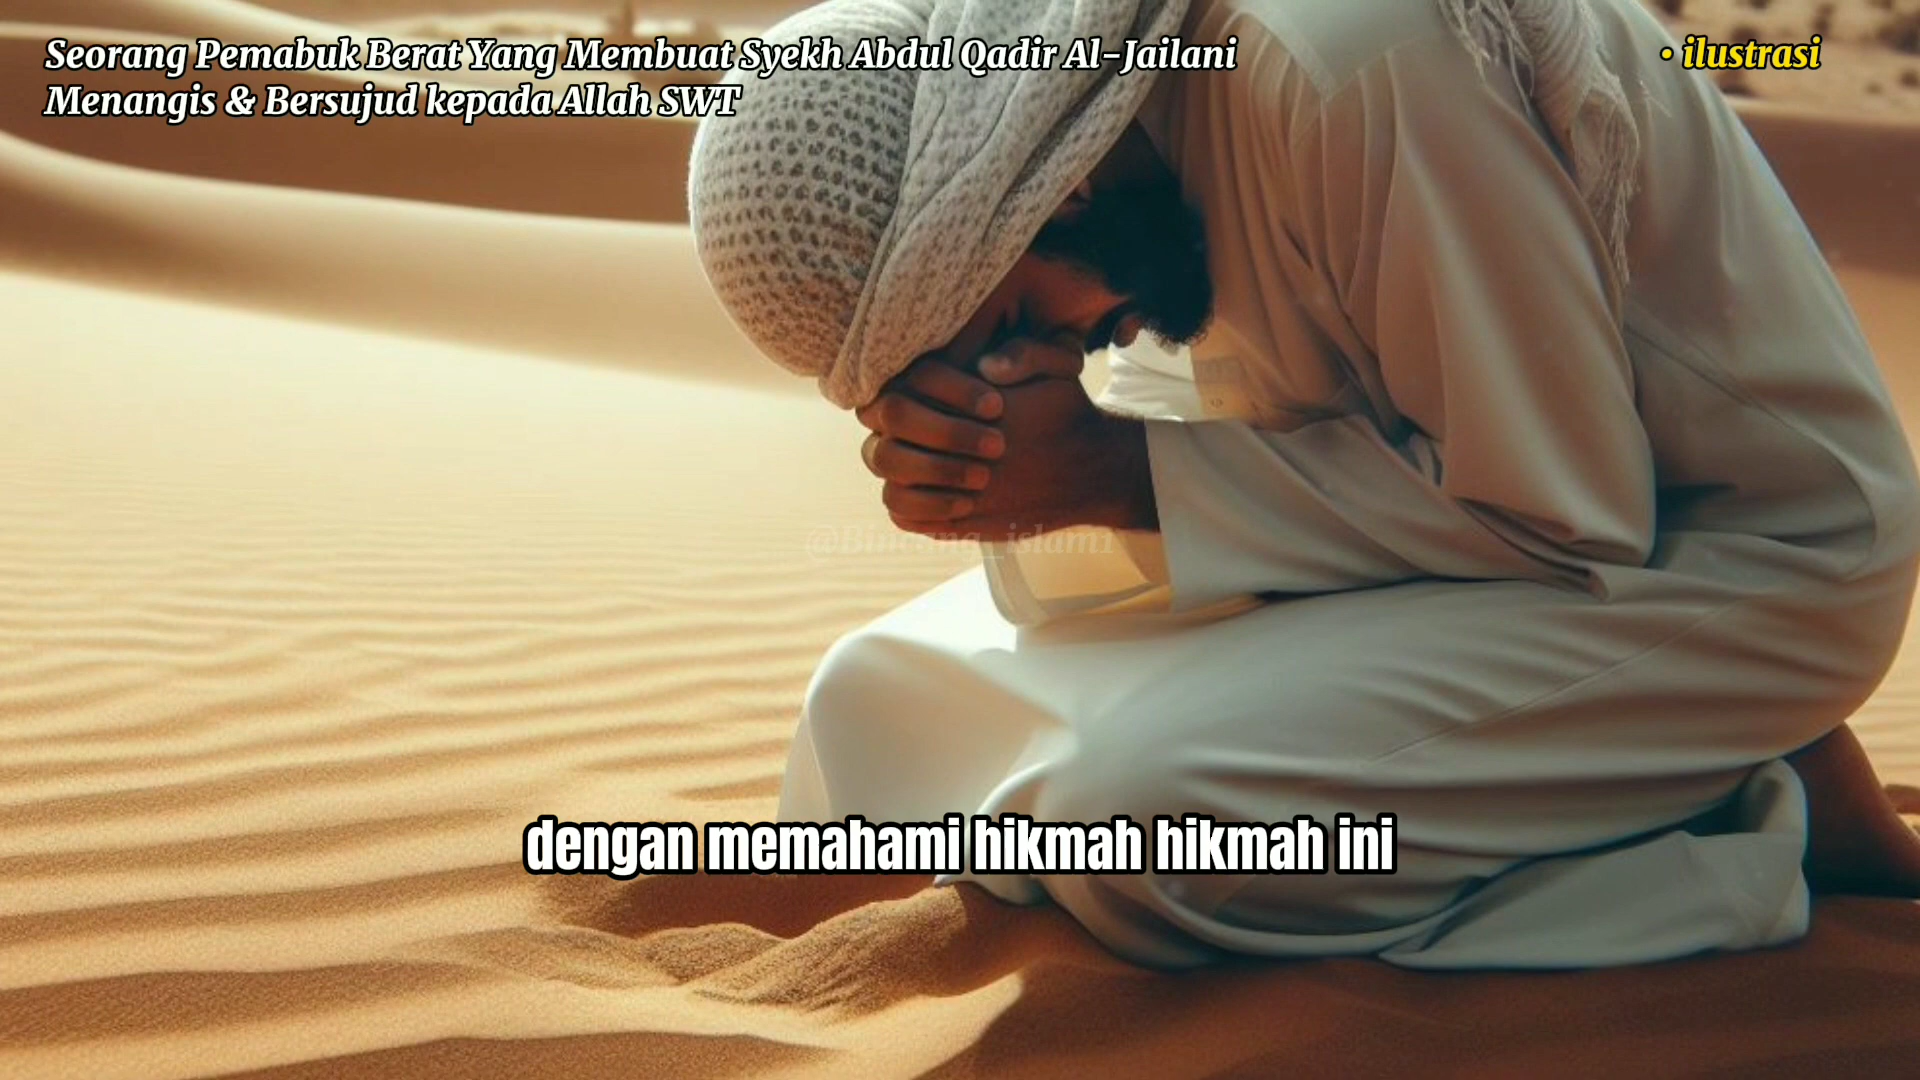 Seorang Pemabuk Berat Yang Membuat Syekh Abdul Qadir Al-Jailani
Menangis & Bersujud kepada Allah SWT
• ilustrasi
@Bincang_islam1
dengan memahami hikmah hikmah ini